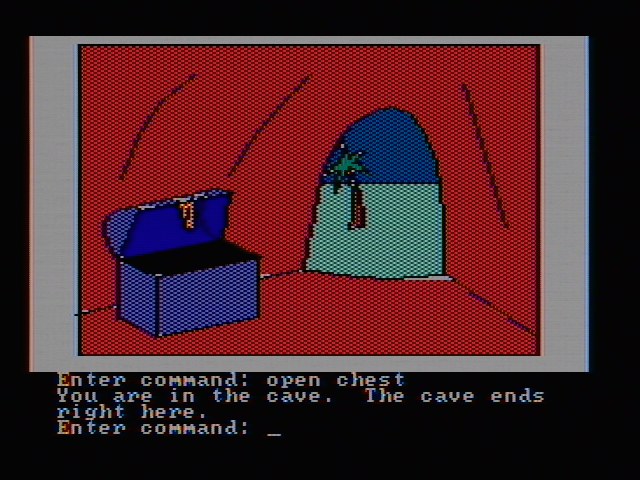 Enter command: open chest
You are in the cave.  The cave ends
right here.
Enter command: _